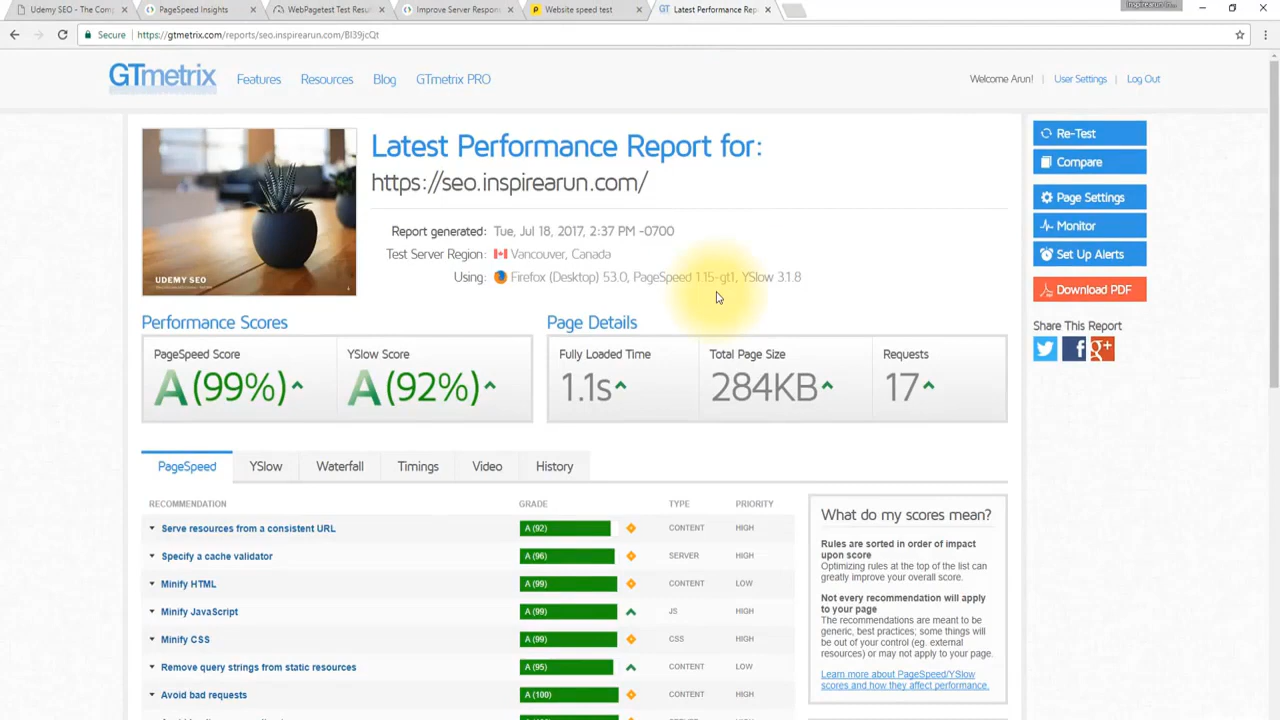 Udemy SEO - The Com
PageSpeed Insights
WebPagetest Test Resul
Improve Server Respon
Website speed test
Latest Performance Rep
Inspirearun In...
Secure
https://gtmetrix.com/reports/seo.inspirearun.com/BI39jcQt
GTmetrix
Features
Resources
Blog
GTmetrix PRO
Welcome Arun!
User Settings
Log Out
UDEMY SEO
Latest Performance Report for:
https://seo.inspirearun.com/
Report generated: Tue, Jul 18, 2017, 2:37 PM -0700
Test Server Region: Vancouver, Canada
Using: Firefox (Desktop) 53.0, PageSpeed 1.15-gt1, YSlow 3.1.8
Re-Test
Compare
Page Settings
Monitor
Set Up Alerts
Download PDF
Share This Report
Performance Scores
PageSpeed Score
A(99%)
YSlow Score
A(92%)
Page Details
Fully Loaded Time
1.1s
Total Page Size
284KB
Requests
17
PageSpeed
YSlow
Waterfall
Timings
Video
History
RECOMMENDATION GRADE TYPE PRIORITY
Serve resources from a consistent URL A (92) CONTENT HIGH
Specify a cache validator A (96) SERVER HIGH
Minify HTML A (99) CONTENT LOW
Minify JavaScript A (99) JS HIGH
Minify CSS A (99) CSS HIGH
Remove query strings from static resources A (95) CONTENT LOW
Avoid bad requests A (100) CONTENT HIGH
What do my scores mean?
Rules are sorted in order of impact
upon score
Optimizing rules at the top of the list can
greatly improve your overall score.
Not every recommendation will apply
to your page
The recommendations are meant to be
generic, best practices; some things
will be out of your control (eg. external
resources) or may not apply to your page.
Learn more about PageSpeed/YSlow
scores and how they affect performance.